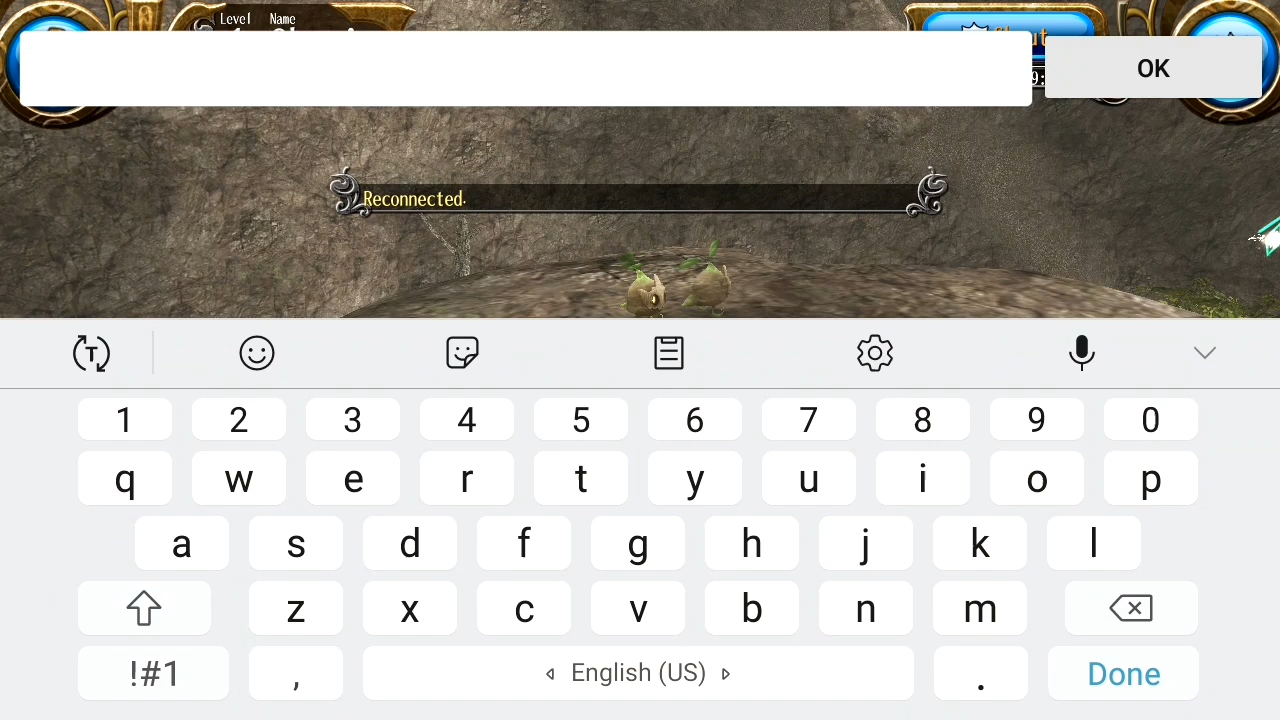 Level Name
OK
Reconnected.
1 2 3 4 5 6 7 8 9 0
q w e r t y u i o p
a s d f g h j k l
z x c v b n m
!#1 , English (US) . Done